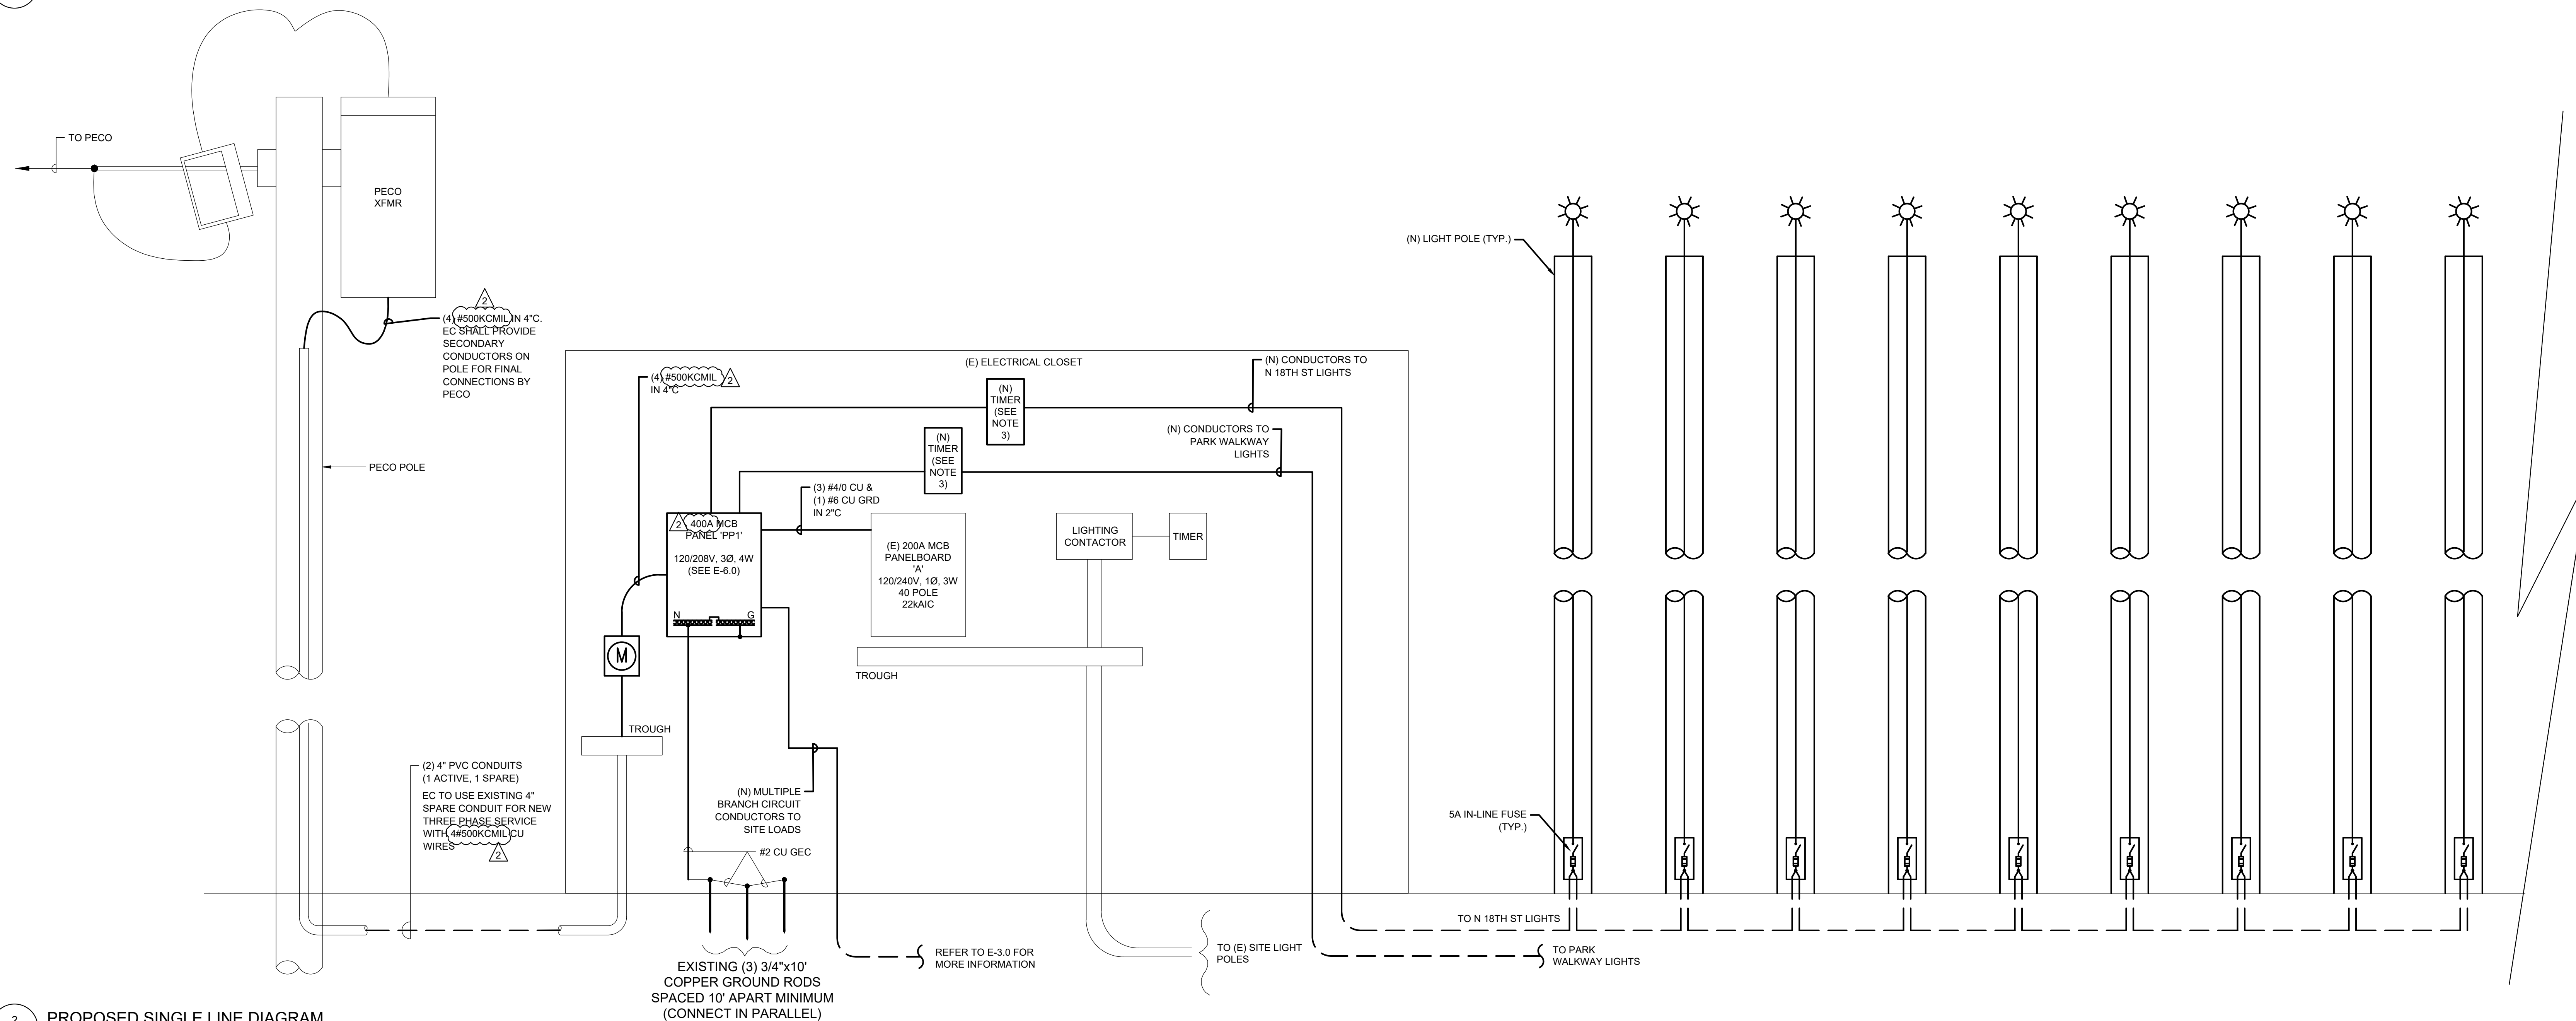 TO PECO
PECO
XFMR
2
(4) #500KCMIL IN 4"C.
EC SHALL PROVIDE
SECONDARY
CONDUCTORS ON
POLE FOR FINAL
CONNECTIONS BY
PECO
PECO POLE
(2) 4" PVC CONDUITS
(1 ACTIVE, 1 SPARE)
EC TO USE EXISTING 4"
SPARE CONDUIT FOR NEW
THREE PHASE SERVICE
WITH 4#500KCMIL CU
WIRES
2
(E) ELECTRICAL CLOSET
(4) #500KCMIL
IN 4"C
2
(N)
TIMER
(SEE
NOTE
3)
(N) CONDUCTORS TO
N 18TH ST LIGHTS
(N)
TIMER
(SEE
NOTE
3)
(N) CONDUCTORS TO
PARK WALKWAY
LIGHTS
(3) #4/0 CU &
(1) #6 CU GRD
IN 2"C
2
400A MCB
PANEL 'PP1'
120/208V, 3Ø, 4W
(SEE E-6.0)
N
G
(E) 200A MCB
PANELBOARD
'A'
120/240V, 1Ø, 3W
40 POLE
22kAIC
LIGHTING
CONTACTOR
TIMER
TROUGH
M
TROUGH
(N) MULTIPLE
BRANCH CIRCUIT
CONDUCTORS TO
SITE LOADS
#2 CU GEC
EXISTING (3) 3/4"x10'
COPPER GROUND RODS
SPACED 10' APART MINIMUM
(CONNECT IN PARALLEL)
REFER TO E-3.0 FOR
MORE INFORMATION
TO (E) SITE LIGHT
POLES
(N) LIGHT POLE (TYP.)
5A IN-LINE FUSE
(TYP.)
TO N 18TH ST LIGHTS
TO PARK
WALKWAY LIGHTS
2
PROPOSED SINGLE LINE DIAGRAM